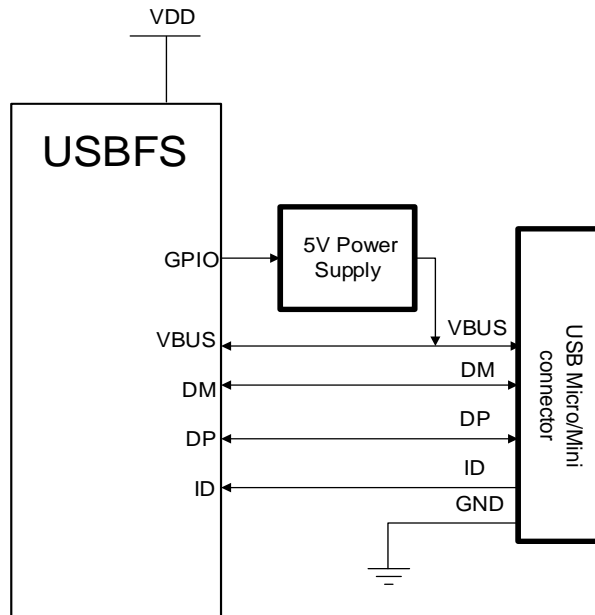 VDD
USBFS
GPIO
5V Power
Supply
VBUS
VBUS
DM
DM
DP
DP
ID
ID
GND
USB Micro/Mini
connector